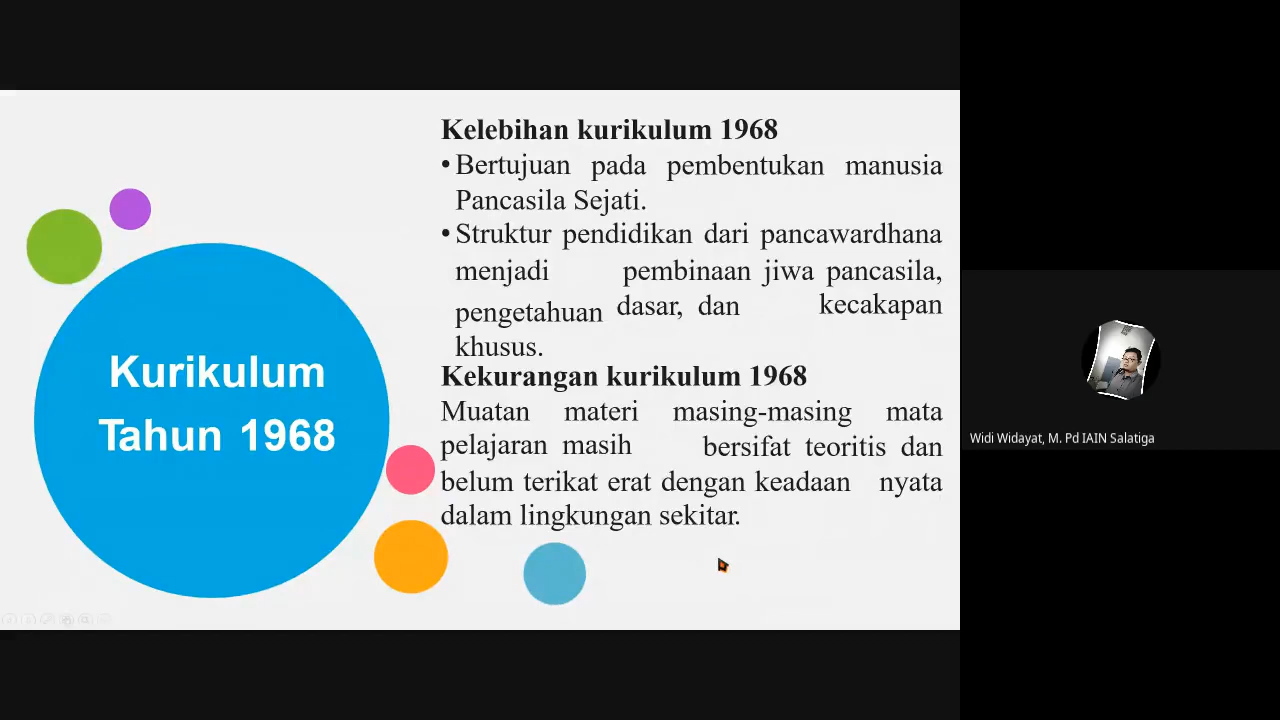 Kurikulum
Tahun 1968
Kelebihan kurikulum 1968
• Bertujuan pada pembentukan manusia
Pancasila Sejati.
• Struktur pendidikan dari pancawardhana
menjadi pembinaan jiwa pancasila,
pengetahuan dasar, dan kecakapan
khusus.
Kekurangan kurikulum 1968
Muatan materi masing-masing mata
pelajaran masih bersifat teoritis dan
belum terikat erat dengan keadaan nyata
dalam lingkungan sekitar.
Widi Widayat, M. Pd IAIN Salatiga